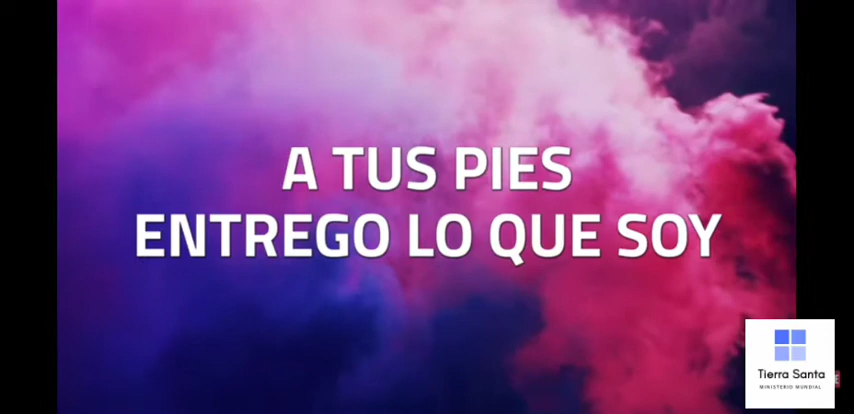 A TUS PIES
ENTREGO LO QUE SOY
Tierra Santa
MINISTERIO MUNDIAL